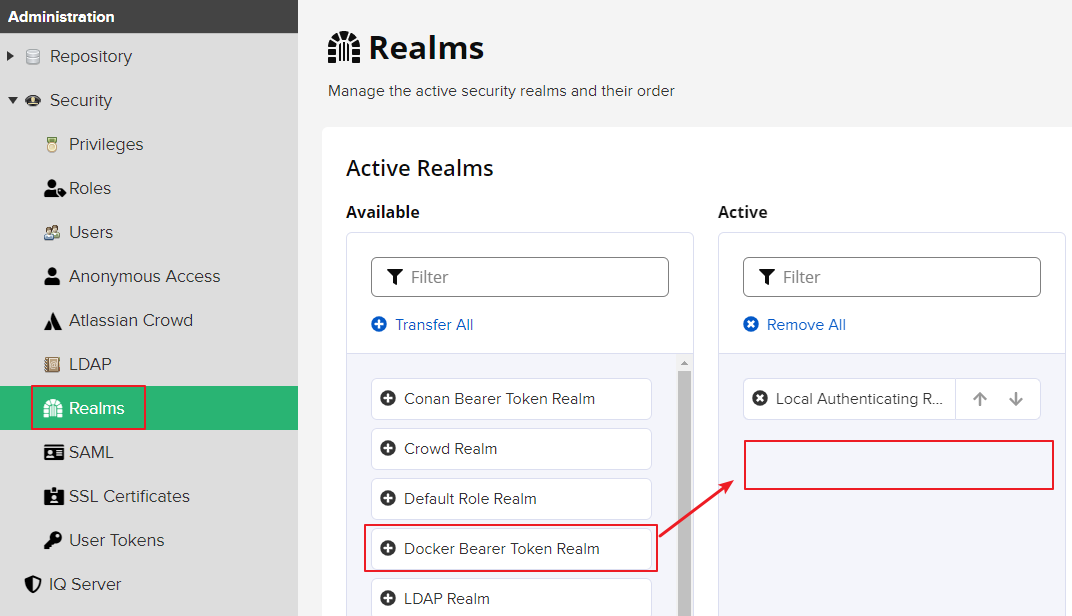 Administration
Repository
Security
Privileges
Roles
Users
Anonymous Access
Atlassian Crowd
LDAP
Realms
SAML
SSL Certificates
User Tokens
IQ Server
Realms
Manage the active security realms and their order
Active Realms
Available
Filter
Transfer All
Conan Bearer Token Realm
Crowd Realm
Default Role Realm
Docker Bearer Token Realm
LDAP Realm
Active
Filter
Remove All
Local Authenticating R...